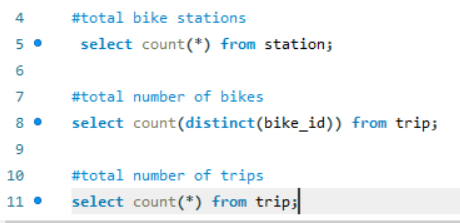 4 #total bike stations
5 select count(*) from station;
6
7 #total number of bikes
8 select count(distinct(bike_id)) from trip;
9
10 #total number of trips
11 select count(*) from trip;